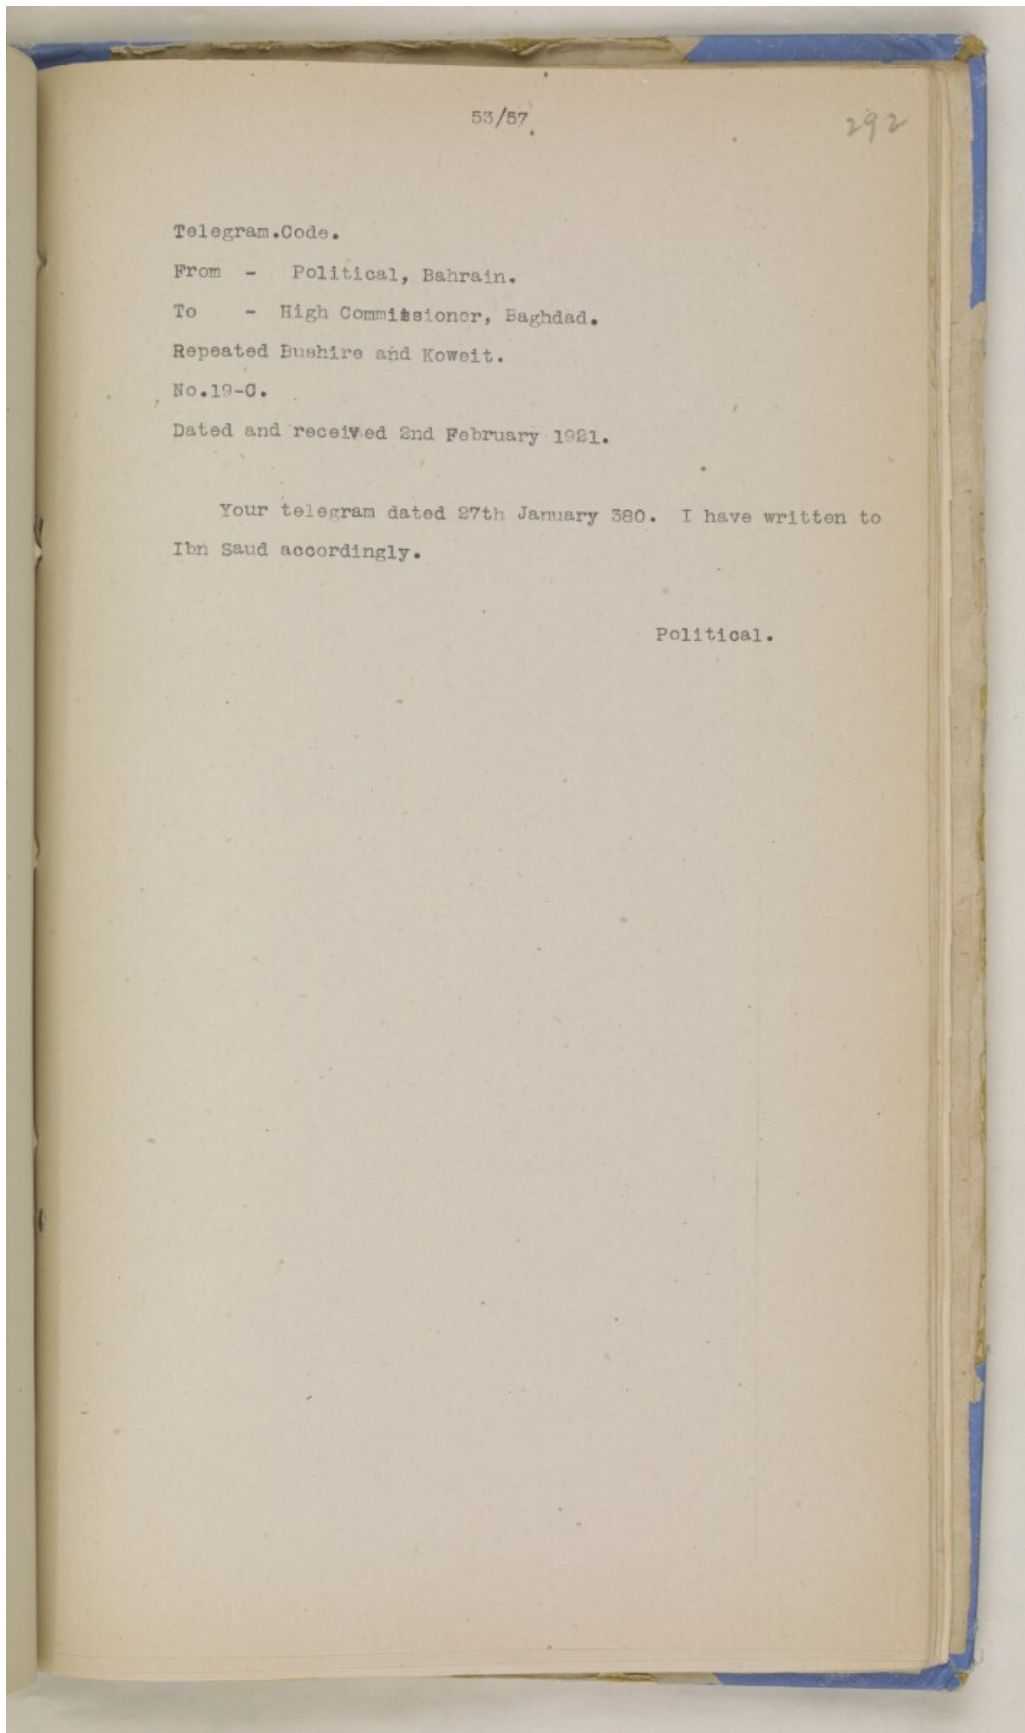 53/57
292
Telegram.Code.
From - Political, Bahrain.
To - High Commissioner, Baghdad.
Repeated Bushire and Koweit.
No.19-C.
Dated and received 2nd February 1921.
Your telegram dated 27th January 380. I have written to
Ibn Saud accordingly.
Political.